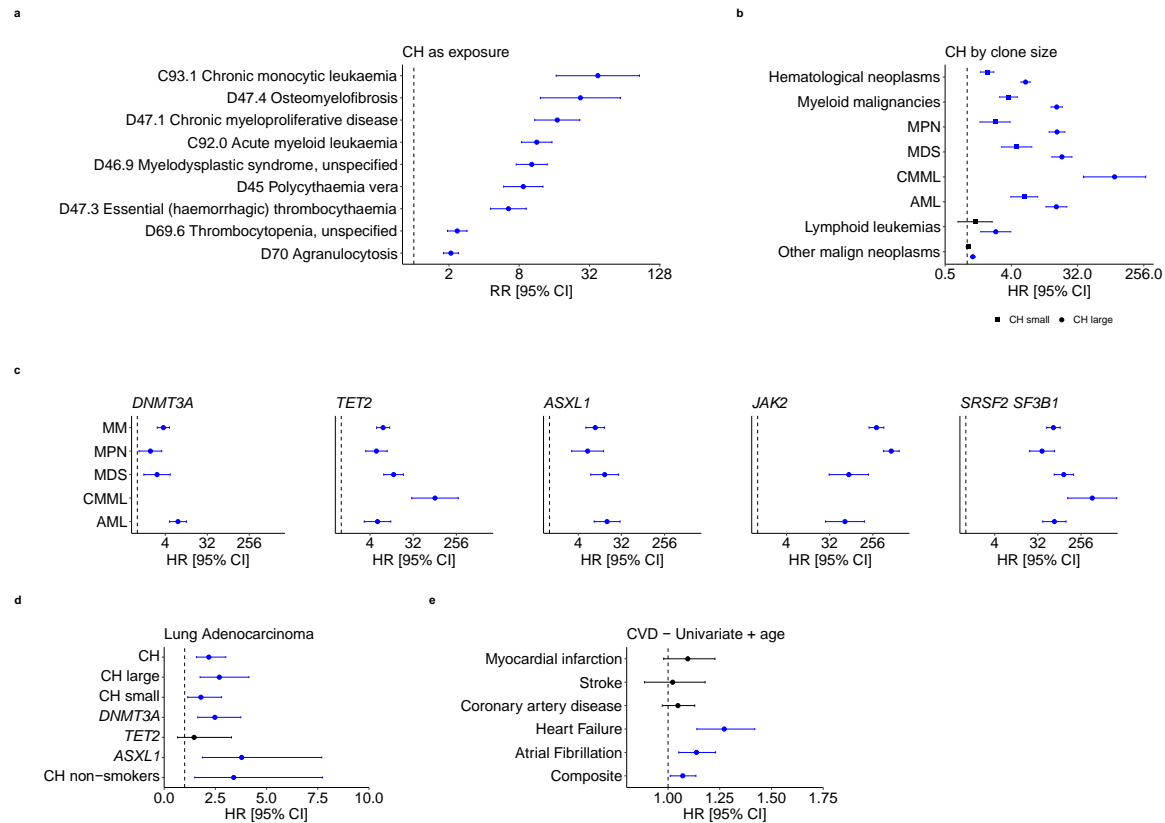 a
CH as exposure
C93.1 Chronic monocytic leukaemia
D47.4 Osteomyelofibrosis
D47.1 Chronic myeloproliferative disease
C92.0 Acute myeloid leukaemia
D46.9 Myelodysplastic syndrome, unspecified
D45 Polycythaemia vera
D47.3 Essential (haemorrhagic) thrombocythaemia
D69.6 Thrombocytopenia, unspecified
D70 Agranulocytosis
2 8 32 128
RR [95% CI]
b
CH by clone size
Hematological neoplasms
Myeloid malignancies
MPN
MDS
CMML
AML
Lymphoid leukemias
Other malign neoplasms
0.5 4.0 32.0 256.0
HR [95% CI]
CH small CH large
c
DNMT3A TET2 ASXL1 JAK2 SRSF2 SF3B1
MM
MPN
MDS
CMML
AML
4 32 256 4 32 256 4 32 256 4 32 256 4 32 256
HR [95% CI] HR [95% CI] HR [95% CI] HR [95% CI] HR [95% CI]
d
Lung Adenocarcinoma
CH
CH large
CH small
DNMT3A
TET2
ASXL1
CH non−smokers
0.0 2.5 5.0 7.5 10.0
HR [95% CI]
e
CVD − Univariate + age
Myocardial infarction
Stroke
Coronary artery disease
Heart Failure
Atrial Fibrillation
Composite
1.00 1.25 1.50 1.75
HR [95% CI]